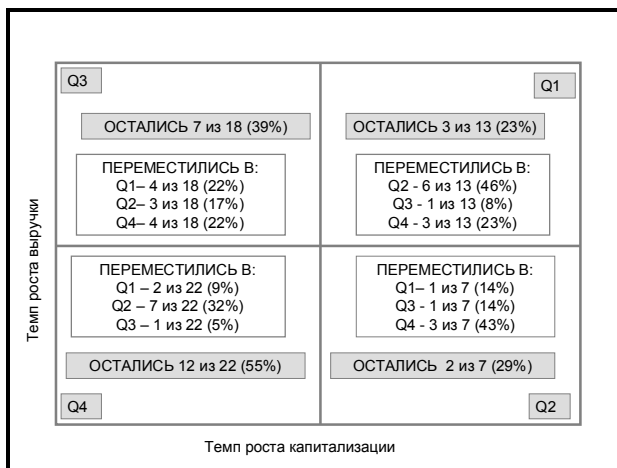 Q3
ОСТАЛИСЬ 7 из 18 (39%)
ПЕРЕМЕСТИЛИСЬ В:
Q1– 4 из 18 (22%)
Q2– 3 из 18 (17%)
Q4– 4 из 18 (22%)
Q1
ОСТАЛИСЬ 3 из 13 (23%)
ПЕРЕМЕСТИЛИСЬ В:
Q2 - 6 из 13 (46%)
Q3 - 1 из 13 (8%)
Q4 - 3 из 13 (23%)
Темп роста выручки
ПЕРЕМЕСТИЛИСЬ В:
Q1 – 2 из 22 (9%)
Q2 – 7 из 22 (32%)
Q3 – 1 из 22 (5%)
ОСТАЛИСЬ 12 из 22 (55%)
Q4
ПЕРЕМЕСТИЛИСЬ В:
Q1– 1 из 7 (14%)
Q3 - 1 из 7 (14%)
Q4 - 3 из 7 (43%)
ОСТАЛИСЬ 2 из 7 (29%)
Q2
Темп роста капитализации